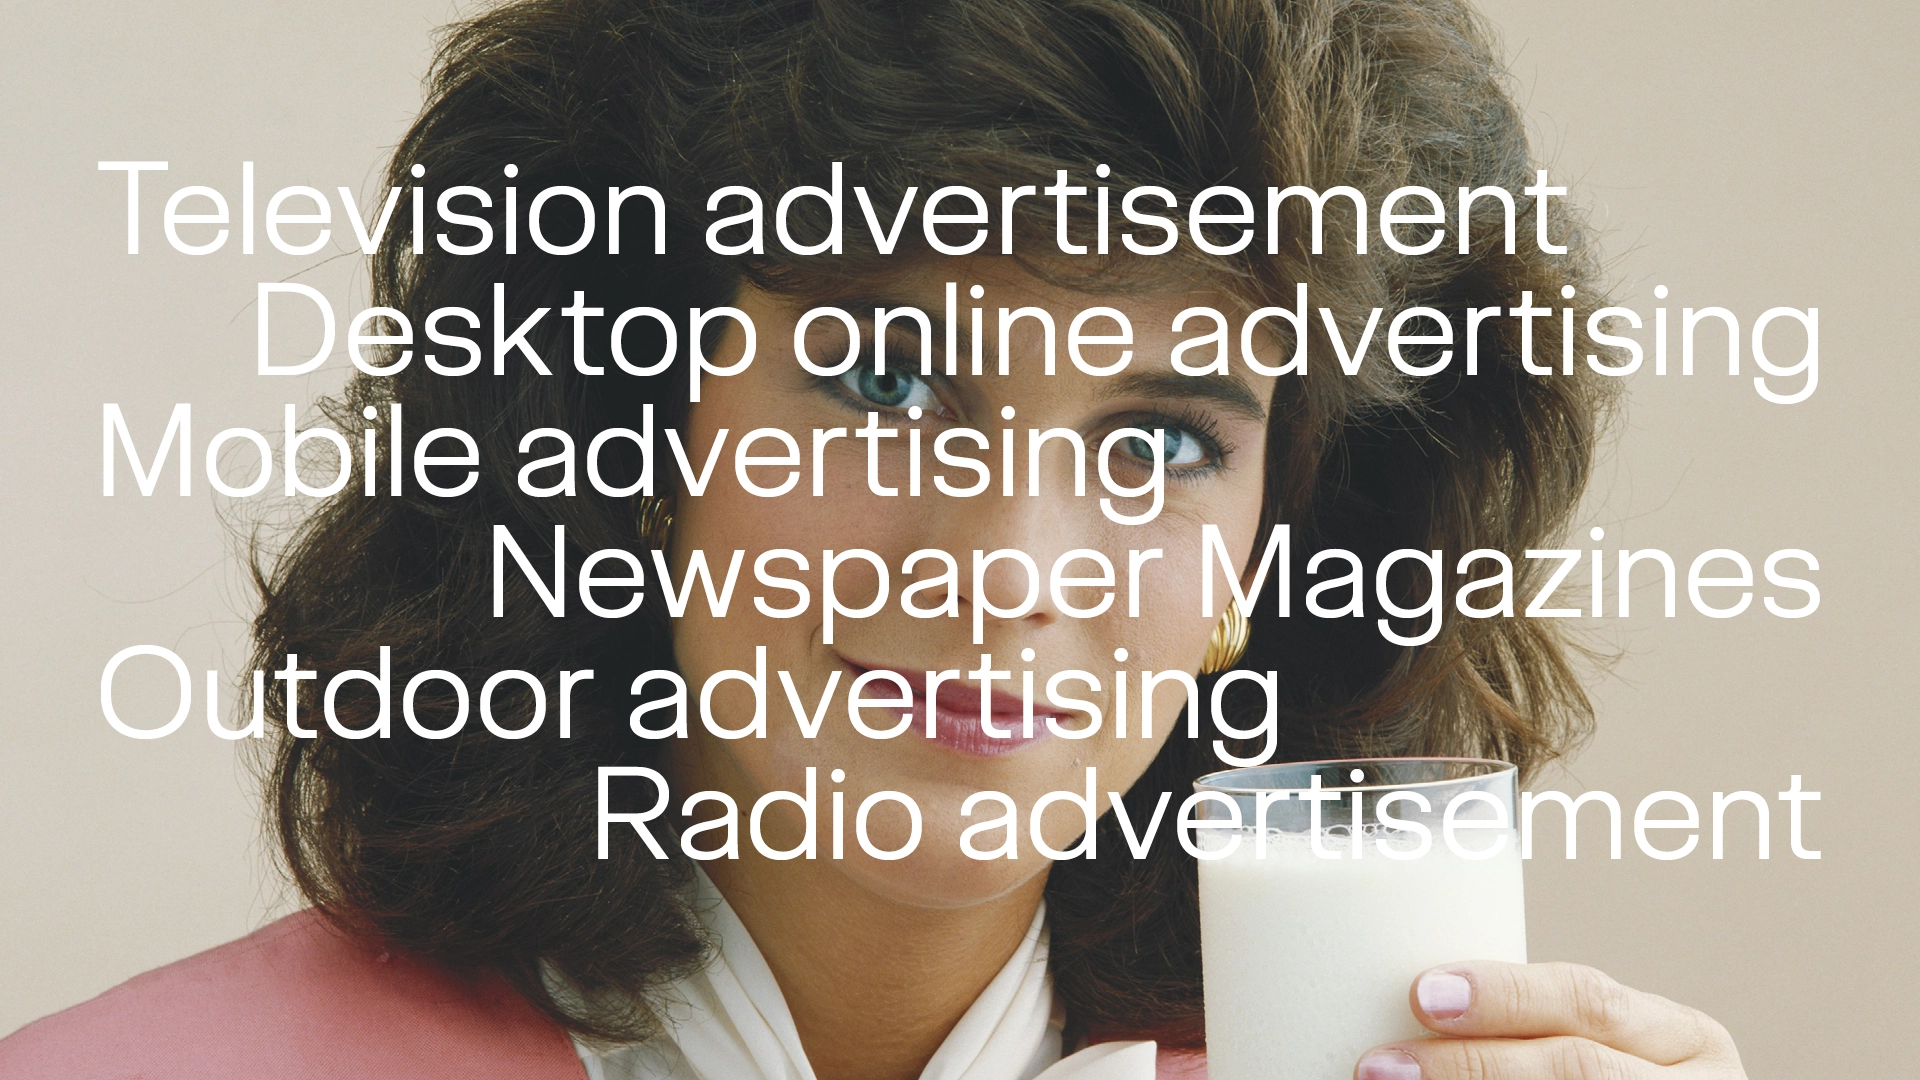 Television advertisement
Desktop online advertising
Mobile advertising
Newspaper Magazines
Outdoor advertising
Radio advertisement